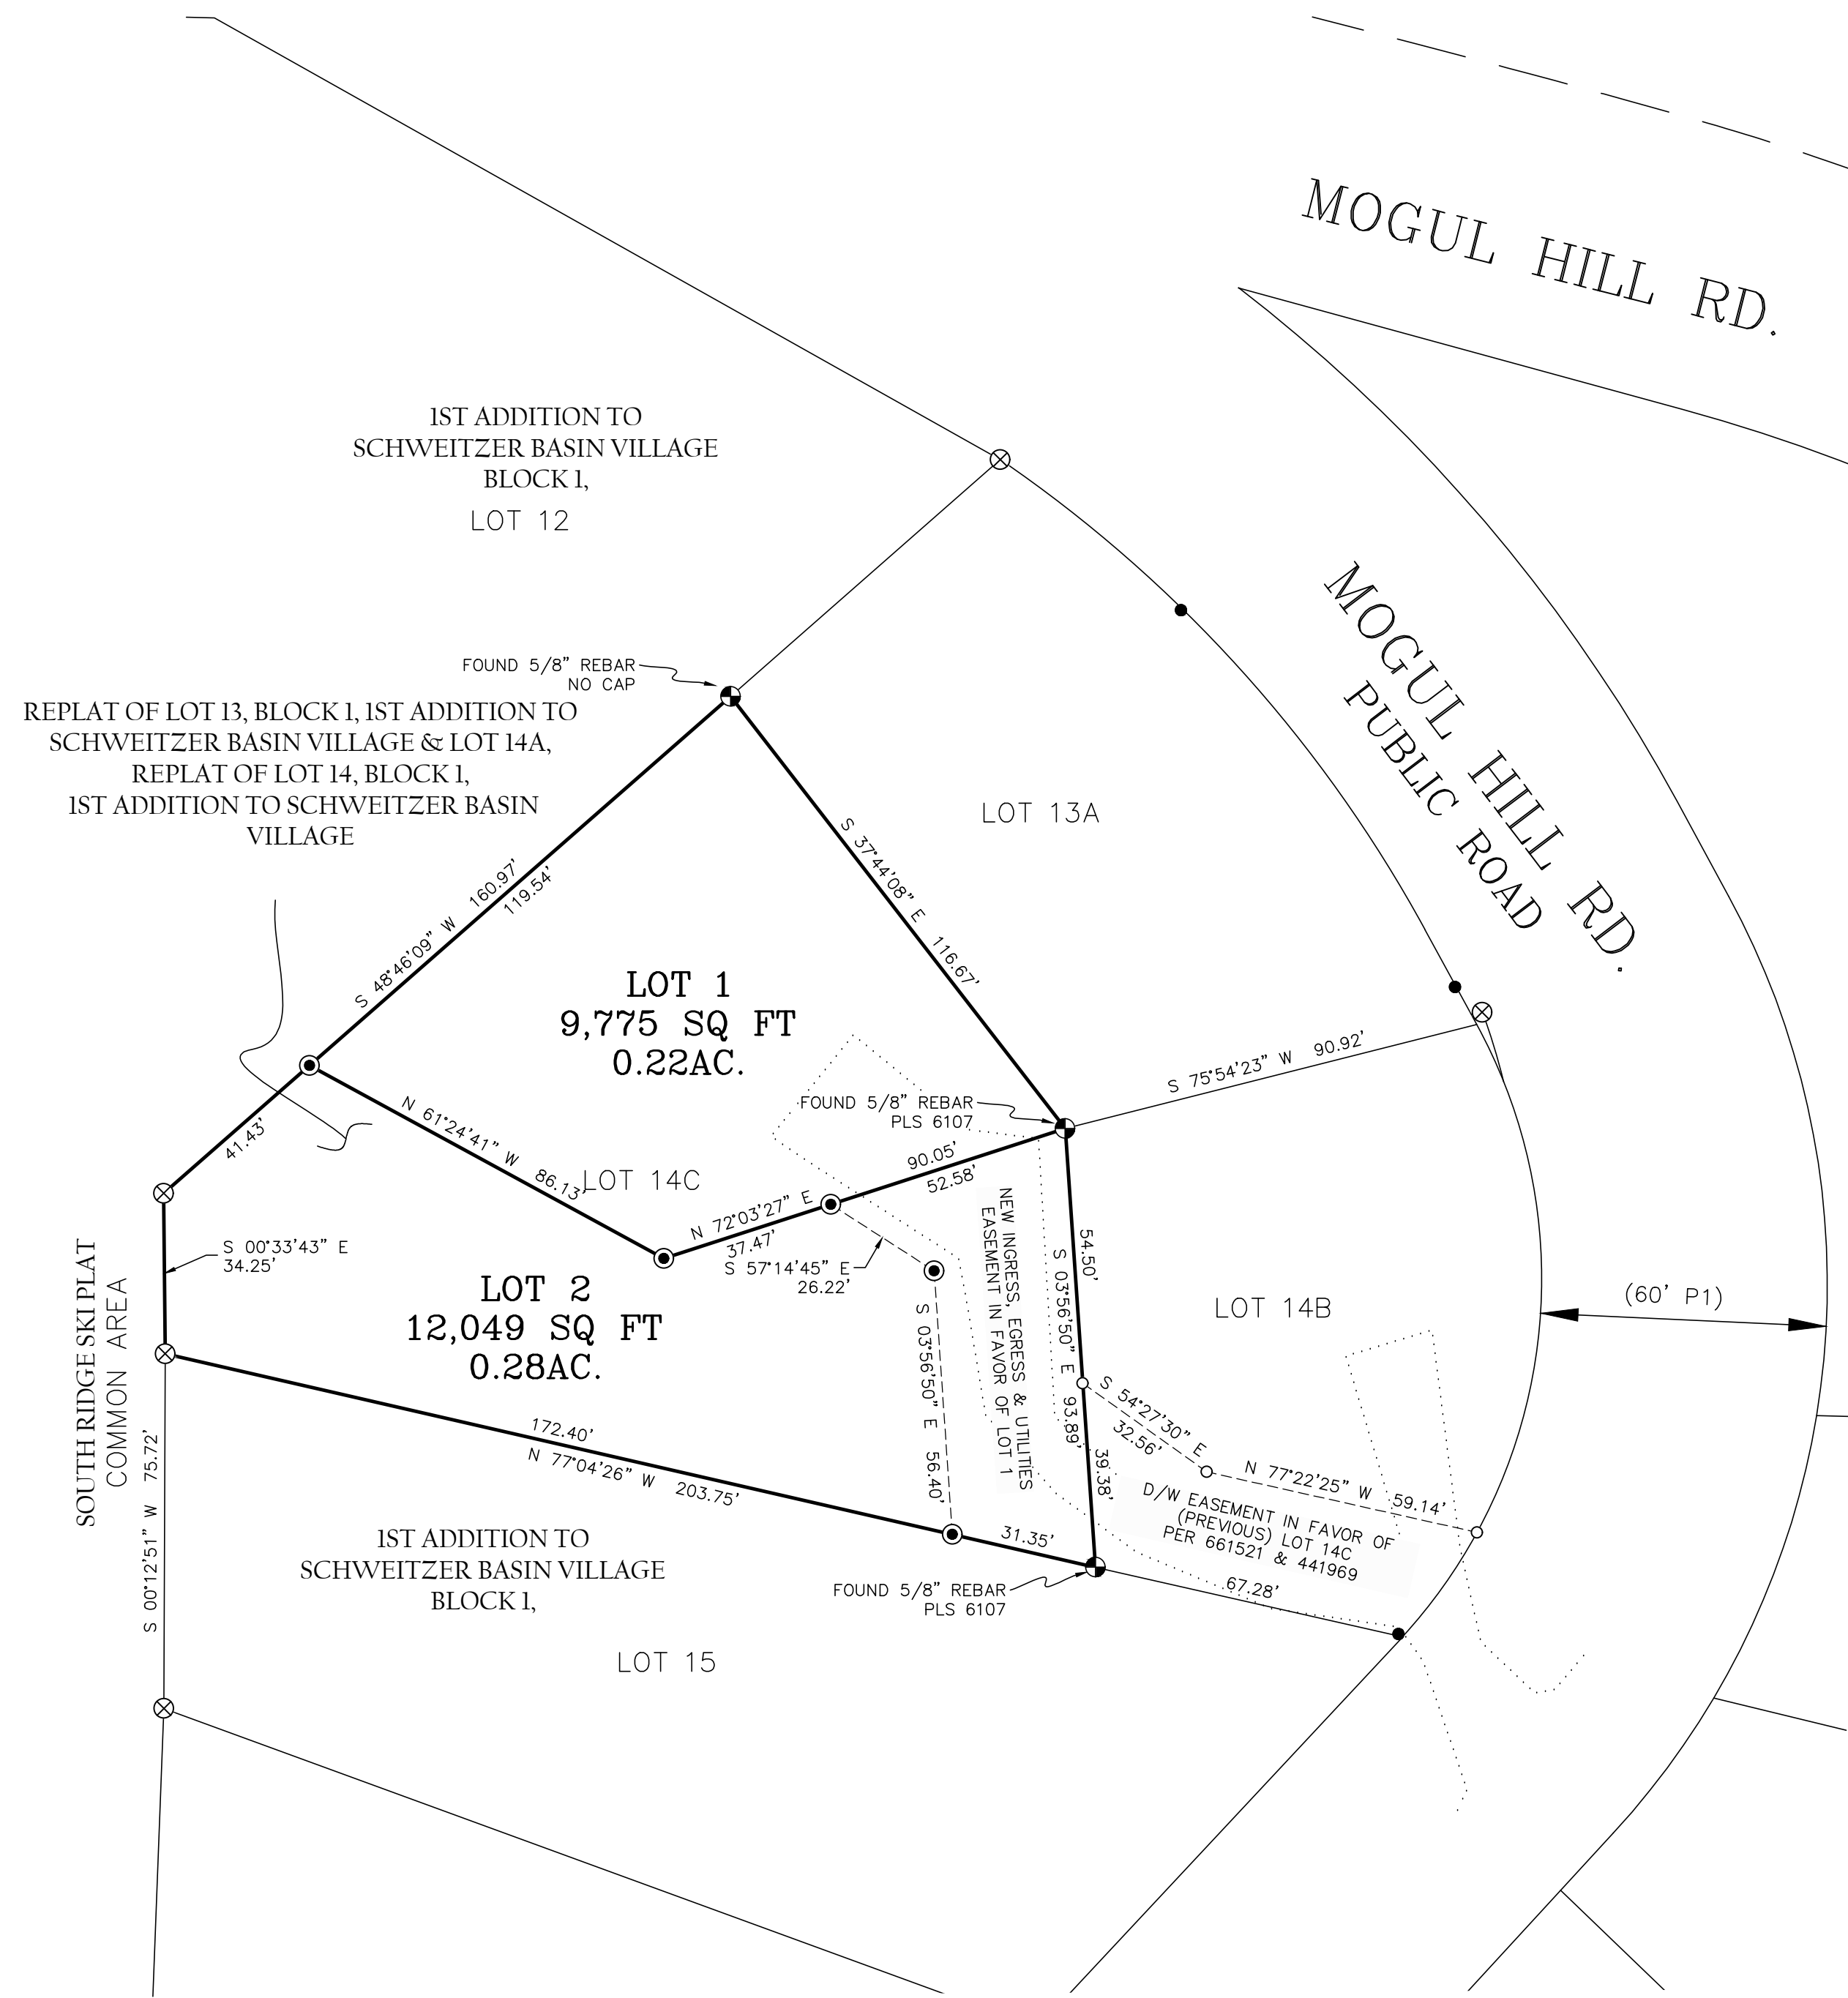 MOGUL HILL RD.
1ST ADDITION TO
SCHWEITZER BASIN VILLAGE
BLOCK 1,
LOT 12
MOGUL HILL RD.
PUBLIC ROAD
FOUND 5/8" REBAR
NO CAP
REPLAT OF LOT 13, BLOCK 1, 1ST ADDITION TO
SCHWEITZER BASIN VILLAGE & LOT 14A,
REPLAT OF LOT 14, BLOCK 1,
1ST ADDITION TO SCHWEITZER BASIN
VILLAGE
LOT 13A
S 48°46'09" W 160.97'
119.54'
S 37°44'08" E 116.67'
LOT 1
9,775 SQ FT
0.22AC.
S 75°54'23" W 90.92'
FOUND 5/8" REBAR
PLS 6107
41.43'
N 61°24'41" W 86.13'
LOT 14C
90.05'
52.58'
N 72°03'27" E
37.47'
S 57°14'45" E
26.22'
S 00°33'43" E
34.25'
SOUTH RIDGE SKI PLAT
COMMON AREA
LOT 2
12,049 SQ FT
0.28AC.
S 03°56'50" E 56.40'
NEW INGRESS, EGRESS & UTILITIES
EASEMENT IN FAVOR OF LOT 1
54.50'
S 03°56'50" E 93.89'
39.38'
LOT 14B
(60' P1)
S 54°27'30" E
32.56'
N 77°22'25" W 59.14'
D/W EASEMENT IN FAVOR OF
(PREVIOUS) LOT 14C
PER 661521 & 441969
172.40'
N 77°04'26" W 203.75'
31.35'
67.28'
S 00°12'51" W 75.72'
1ST ADDITION TO
SCHWEITZER BASIN VILLAGE
BLOCK 1,
FOUND 5/8" REBAR
PLS 6107
LOT 15